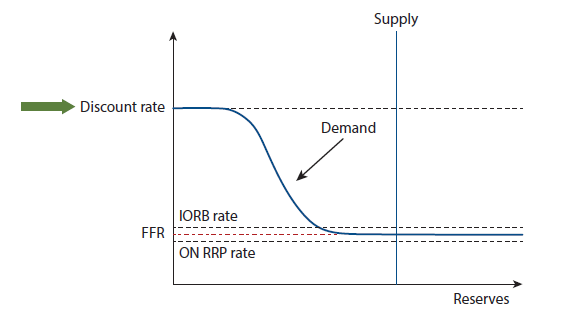 Supply
Discount rate
Demand
IORB rate
FFR
ON RRP rate
Reserves